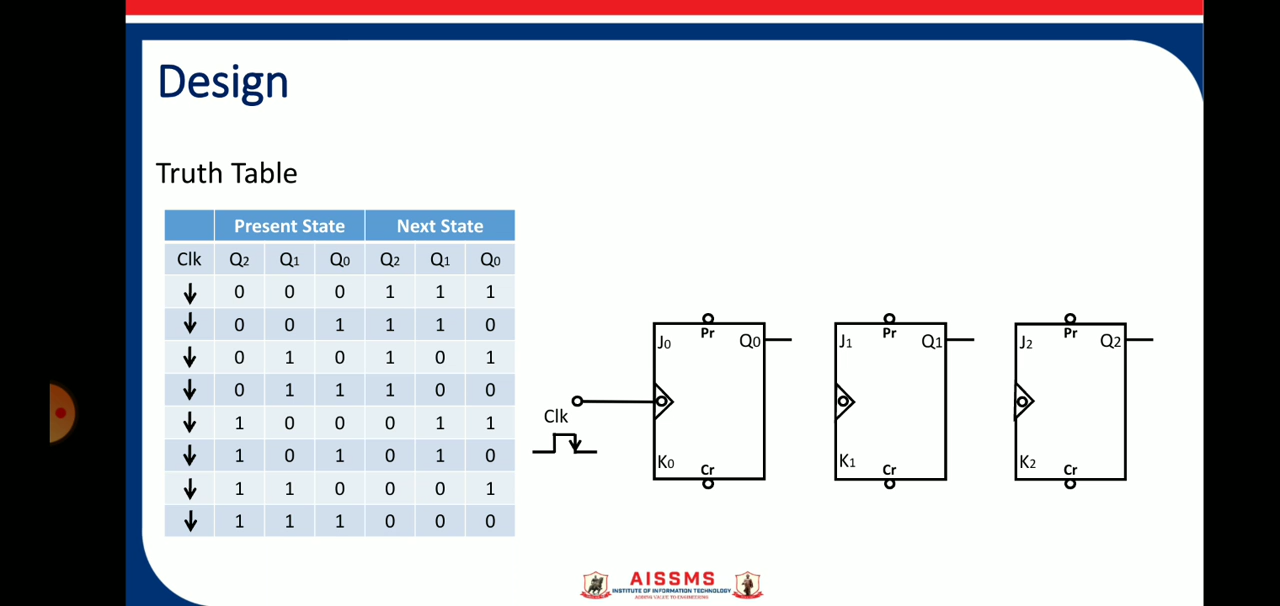 Design
Truth Table
Present State Next State
Clk Q2 Q1 Q0 Q2 Q1 Q0
↓ 0 0 0 1 1 1
↓ 0 0 1 1 1 0
↓ 0 1 0 1 0 1
↓ 0 1 1 1 0 0
↓ 1 0 0 0 1 1
↓ 1 0 1 0 1 0
↓ 1 1 0 0 0 1
↓ 1 1 1 0 0 0
Clk
J0 Pr Q0
K0 Cr
J1 Pr Q1
K1 Cr
J2 Pr Q2
K2 Cr
AISSMS
INSTITUTE OF INFORMATION TECHNOLOGY
ADDING VALUE TO ENGINEERING